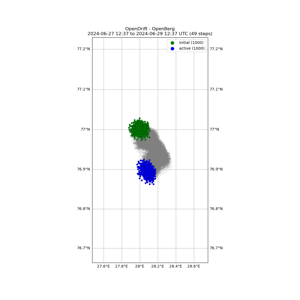 OpenDrift - OpenBerg
2024-06-27 12:37 to 2024-06-29 12:37 UTC (49 steps)
initial (1000)
active (1000)
77.2°N 77.2°N
77.1°N 77.1°N
77°N 77°N
76.9°N 76.9°N
76.8°N 76.8°N
76.7°N 76.7°N
27.6°E 27.8°E 28°E 28.2°E 28.4°E 28.6°E